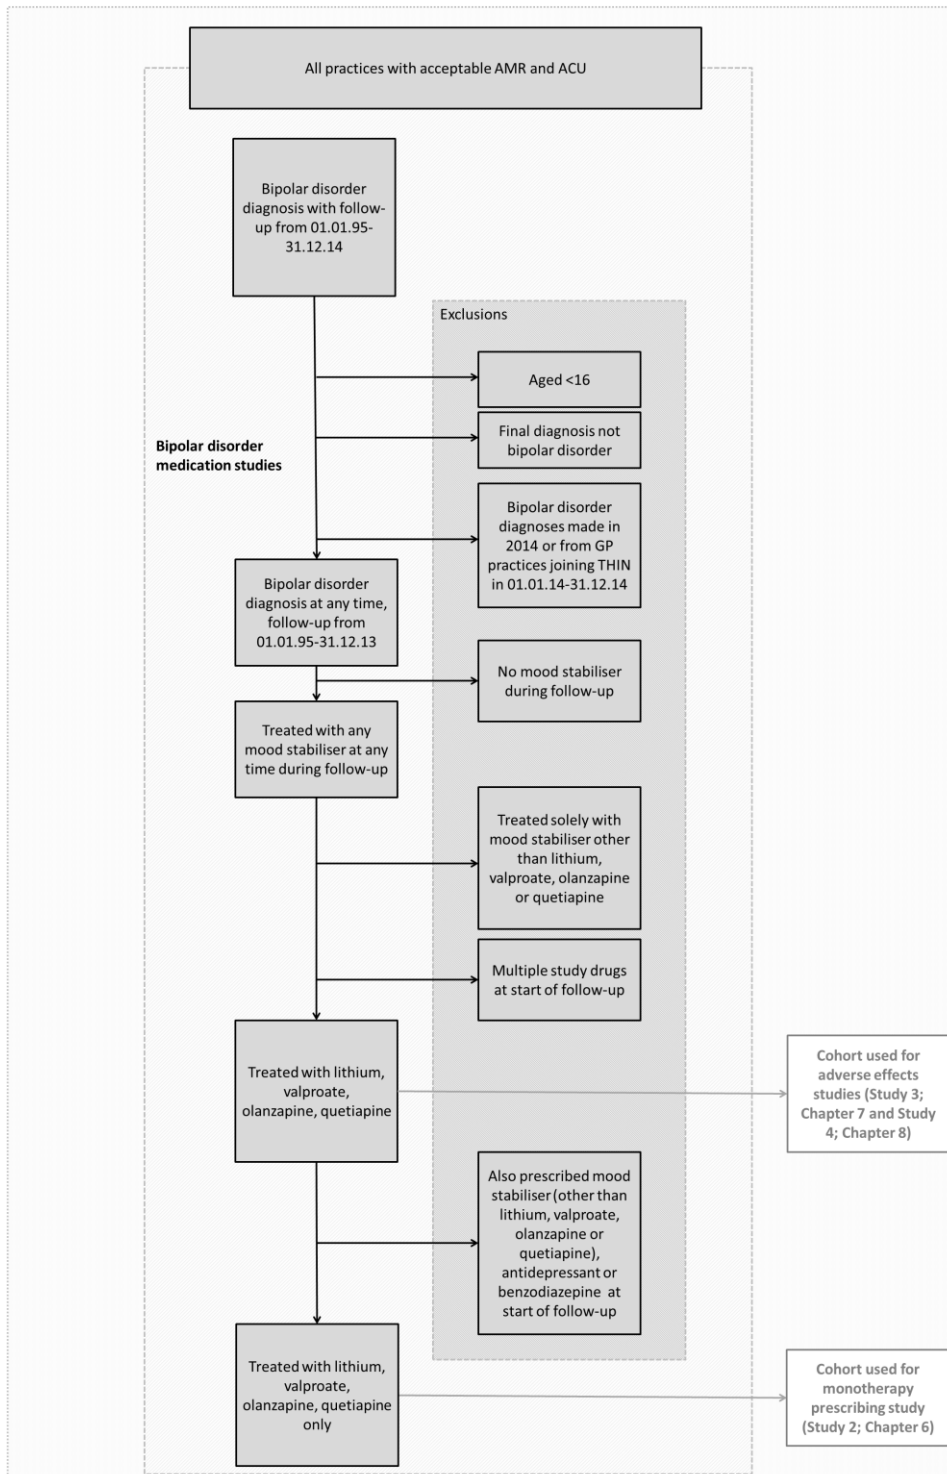 All practices with acceptable AMR and ACU
Bipolar disorder
diagnosis with follow-
up from 01.01.95-
31.12.14
Exclusions
Aged <16
Final diagnosis not
bipolar disorder
Bipolar disorder
medication studies
Bipolar disorder
diagnoses made in
2014 or from GP
practices joining THIN
in 01.01.14-31.12.14
Bipolar disorder
diagnosis at any time,
follow-up from
01.01.95-31.12.13
No mood stabiliser
during follow-up
Treated with any
mood stabiliser at any
time during follow-up
Treated solely with
mood stabiliser other
than lithium,
valproate, olanzapine
or quetiapine
Multiple study drugs
at start of follow-up
Treated with lithium,
valproate,
olanzapine, quetiapine
Cohort used for
adverse effects
studies (Study 3;
Chapter 7 and Study
4; Chapter 8)
Also prescribed mood
stabiliser (other than
lithium, valproate,
olanzapine or
quetiapine),
antidepressant or
benzodiazepine at
start of follow-up
Treated with lithium,
valproate,
olanzapine, quetiapine
only
Cohort used for
monotherapy
prescribing study
(Study 2; Chapter 6)